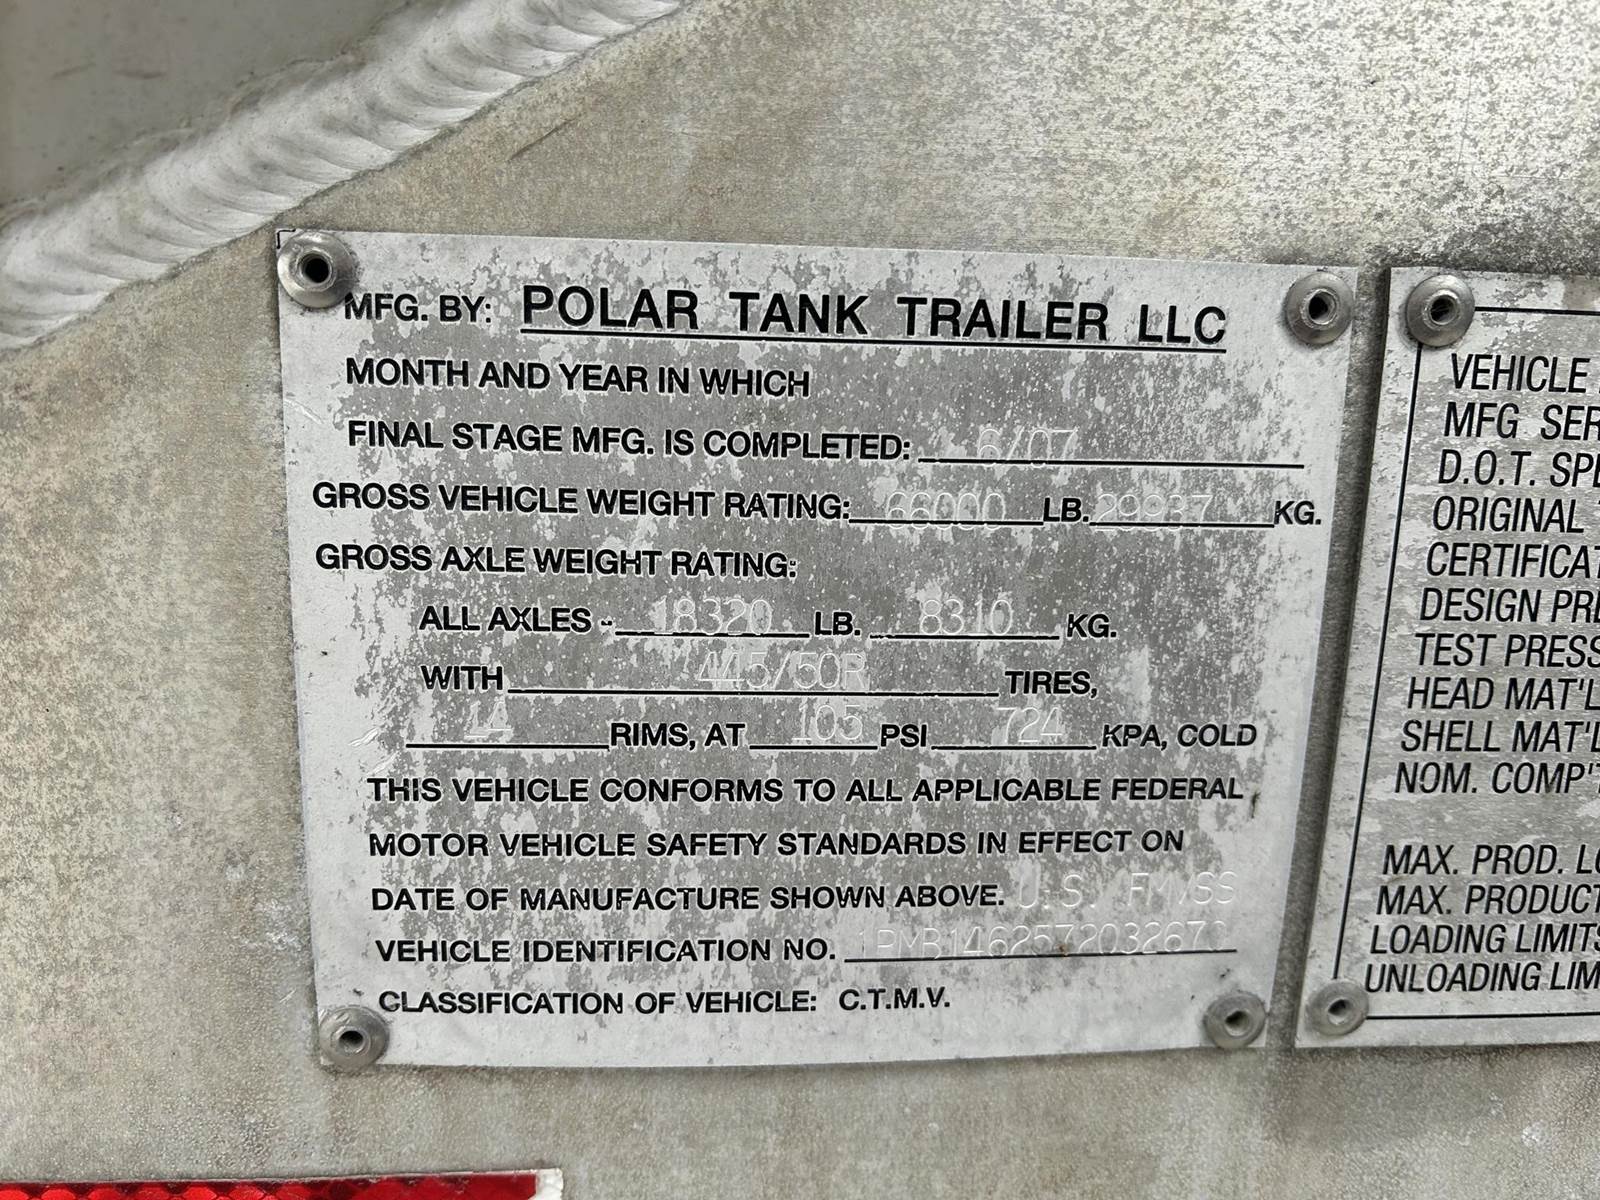 MFG. BY: POLAR TANK TRAILER LLC
MONTH AND YEAR IN WHICH
FINAL STAGE MFG. IS COMPLETED: 6/07
GROSS VEHICLE WEIGHT RATING: 66000 LB. 29937 KG.
GROSS AXLE WEIGHT RATING:
ALL AXLES - 18320 LB. 8310 KG.
WITH 445/50R TIRES,
14 RIMS, AT 105 PSI 724 KPA, COLD
THIS VEHICLE CONFORMS TO ALL APPLICABLE FEDERAL
MOTOR VEHICLE SAFETY STANDARDS IN EFFECT ON
DATE OF MANUFACTURE SHOWN ABOVE. U.S. FMVSS
VEHICLE IDENTIFICATION NO.
CLASSIFICATION OF VEHICLE: C.T.M.V.
VEHICLE
MFG SER
D.O.T. SPE
ORIGINAL
CERTIFICAT
DESIGN PRE
TEST PRESS
HEAD MAT'L
SHELL MAT'L
NOM. COMP'T
MAX. PROD. LO
MAX. PRODUCT
LOADING LIMITS
UNLOADING LIM